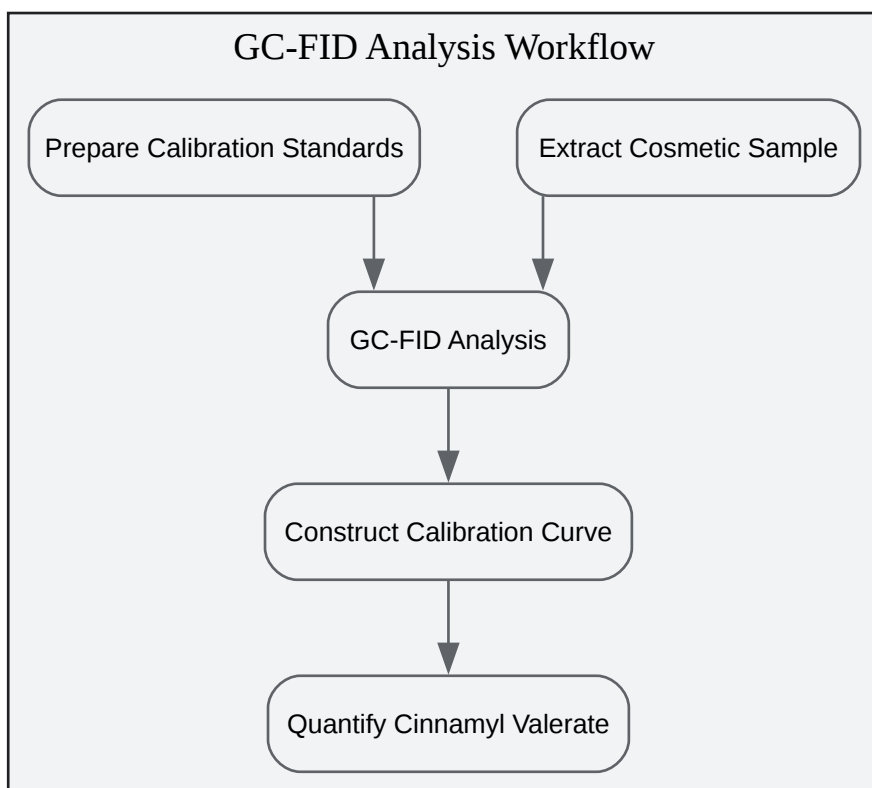 GC-FID Analysis Workflow
Prepare Calibration Standards
Extract Cosmetic Sample
GC-FID Analysis
Construct Calibration Curve
Quantify Cinnamyl Valerate